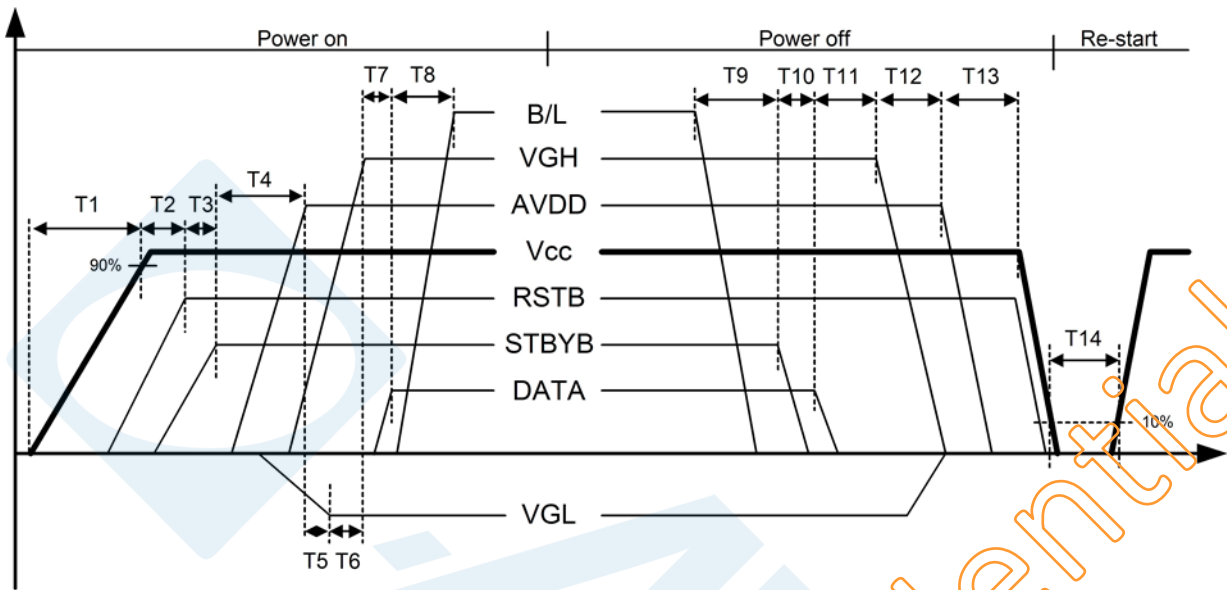 Power on
Power off
Re-start
T7
T8
T9
T10
T11
T12
T13
B/L
VGH
T4
AVDD
T1
T2
T3
Vcc
90%
RSTB
STBYB
T14
DATA
10%
VGL
T5
T6